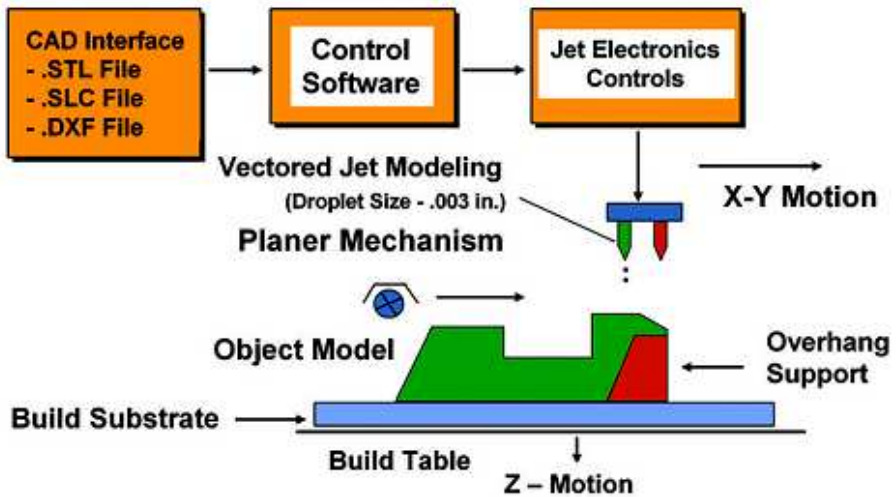 CAD Interface
- .STL File
- .SLC File
- .DXF File
Control
Software
Jet Electronics
Controls
Vectored Jet Modeling
(Droplet Size - .003 in.)
X-Y Motion
Planer Mechanism
Object Model
Overhang
Support
Build Substrate
Build Table
Z – Motion